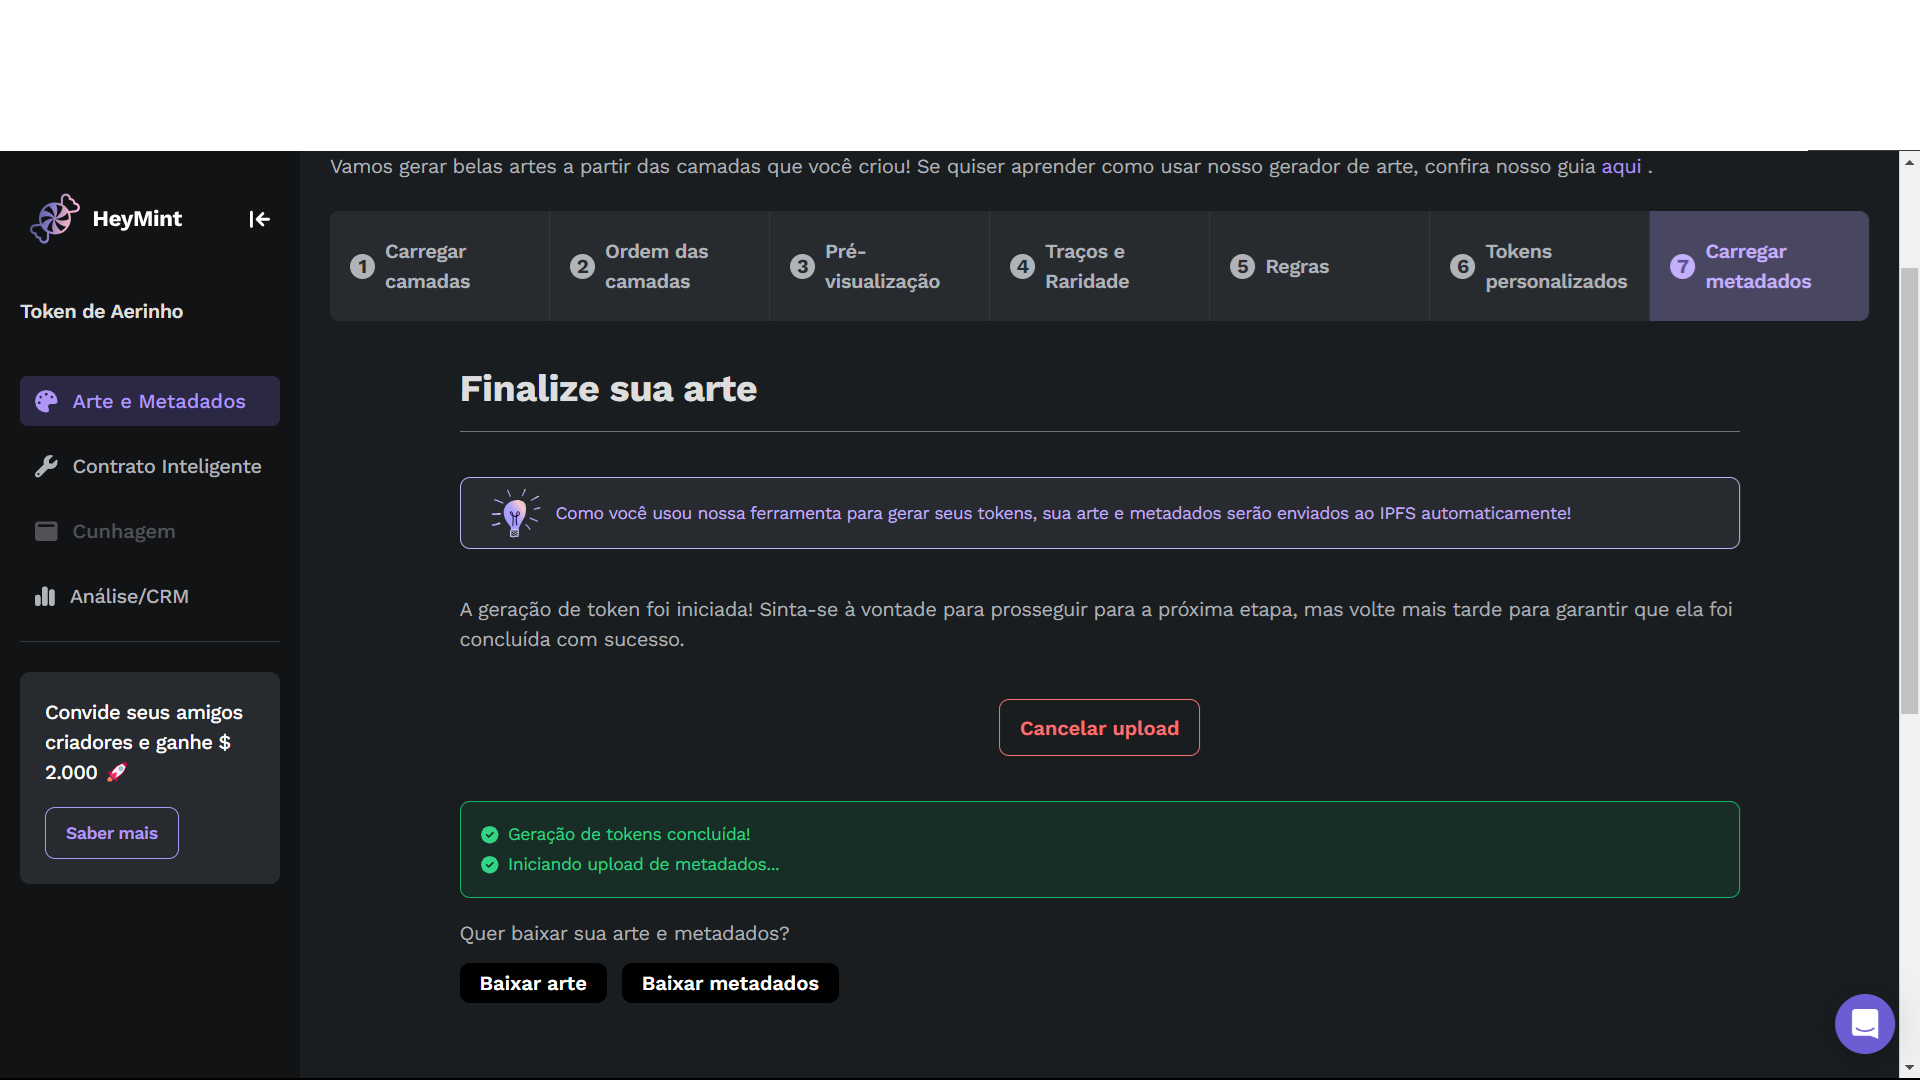 Vamos gerar belas artes a partir das camadas que você criou! Se quiser aprender como usar nosso gerador de arte, confira nosso guia aqui .
HeyMint
Token de Aerinho
Arte e Metadados
Contrato Inteligente
Cunhagem
Análise/CRM
Convide seus amigos
criadores e ganhe $
2.000 🚀
Saber mais
1 Carregar
camadas
2 Ordem das
camadas
3 Pré-
visualização
4 Traços e
Raridade
5 Regras
6 Tokens
personalizados
7 Carregar
metadados
Finalize sua arte
Como você usou nossa ferramenta para gerar seus tokens, sua arte e metadados serão enviados ao IPFS automaticamente!
A geração de token foi iniciada! Sinta-se à vontade para prosseguir para a próxima etapa, mas volte mais tarde para garantir que ela foi
concluída com sucesso.
Cancelar upload
Geração de tokens concluída!
Iniciando upload de metadados...
Quer baixar sua arte e metadados?
Baixar arte
Baixar metadados